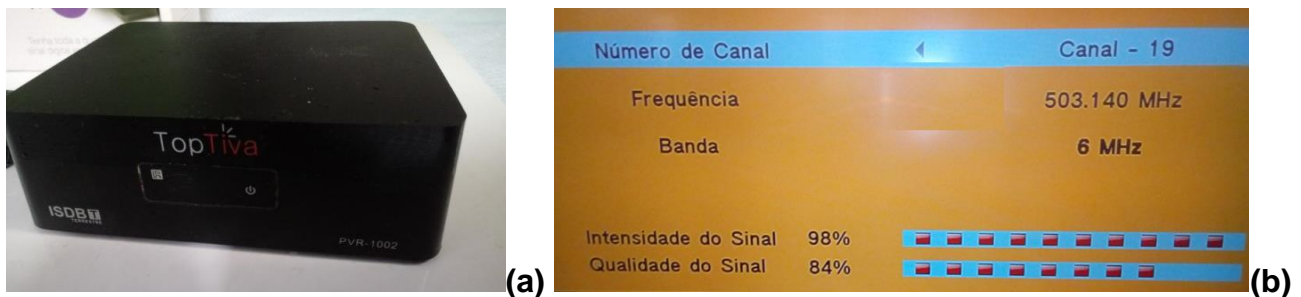 TopTiva
ISDB T
TERRESTRE
PVR-1002
(a)
Número de Canal Canal - 19
Frequência 503.140 MHz
Banda 6 MHz
Intensidade do Sinal 98%
Qualidade do Sinal 84%
(b)